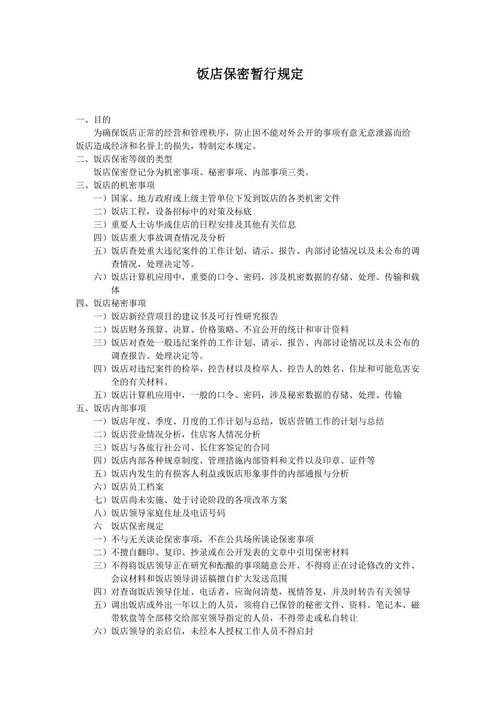 饭店保密暂行规定
一、目的
为确保饭店正常的经营和管理秩序，防止因不能对外公开的事项有意无意泄露而给
饭店造成经济和名誉上的损失，特制定本规定。
二、饭店保密等级的类型
饭店保密登记分为机密事项、秘密事项、内部事项三类。
三、饭店的机密事项
一）国家、地方政府或上级主管单位下发到饭店的各类机密文件
二）饭店工程，设备招标中的对策及标底
三）重要人士访华或住店的日程安排及其他有关信息
四）饭店重大事故调查情况及分析
五）饭店查处重大违纪案件的工作计划、请示、报告、内部讨论情况以及未公布的调
查情况，处理决定等。
六）饭店计算机应用中，重要的口令、密码，涉及机密数据的存储、处理、传输和载
体
四、饭店秘密事项
一）饭店新经营项目的建议书及可行性研究报告
二）饭店财务预算、决算、价格策略、不宜公开的统计和审计资料
三）饭店对查处一般违纪案件的工作计划、请示、报告、内部讨论情况以及未公布的
调查报告、处理决定等。
四）饭店对违纪案件的检举、控告材以及检举人、控告人的姓名、住址和可能危害安
全的有关材料。
五）饭店计算机应用中，一般的口令、密码，涉及秘密数据的存储、处理、传输
五、饭店内部事项
一）饭店年度、季度、月度的工作计划与总结，饭店营销工作的计划与总结
二）饭店营业情况分析，住店客人情况分析
三）饭店与各旅行社公司、长住客签定的合同
四）饭店内部各种规章制度、管理措施内部资料和文件以及印章、证件等
五）饭店内发生的有损客人利益或饭店形象事件的内部通报与分析
六）饭店员工档案
七）饭店尚未实施、处于讨论阶段的各项改革方案
八）饭店领导家庭住址及电话号码
六　饭店保密规定
一）不与无关谈论保密事项，不在公共场所谈论保密事项
二）不擅自翻印、复印、抄录或在公开发表的文章中引用保密材料
三）不得将饭店领导正在研究和酝酿的事项随意公开、不得将正在讨论修改的文件、
会议材料和饭店领导讲话稿擅自扩大发送范围
四）对查询饭店领导住址、电话者，应询问清楚，视情答复，并及时转告有关领导
五）调出饭店或外出一年以上的人员，须将自己保管的秘密文件、资料、笔记本、磁
带软盘等全部移交给部室领导指定的人员，不得带走或私自转让
六）饭店领导的亲启信，未经本人授权工作人员不得启封